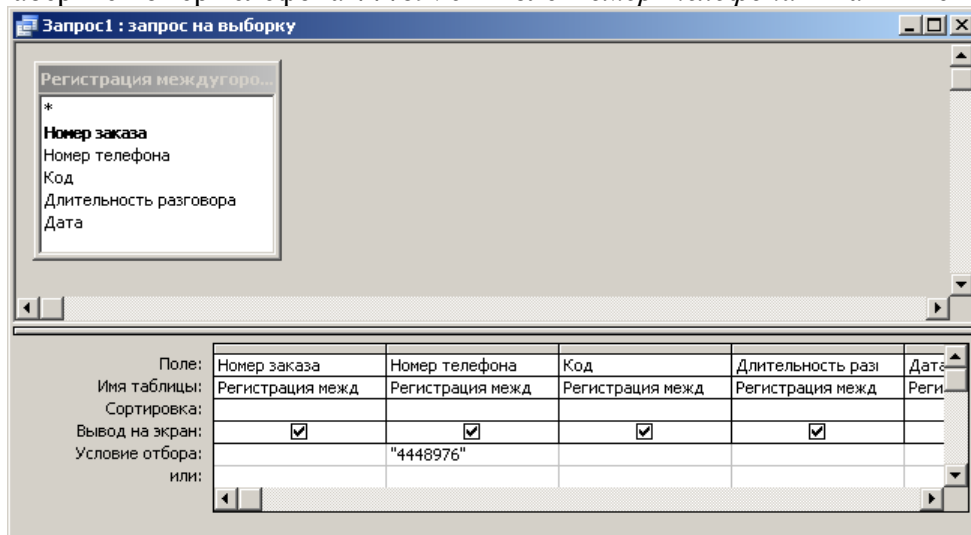 Запрос1 : запрос на выборку
Регистрация междугоро...
*
Номер заказа
Номер телефона
Код
Длительность разговора
Дата
Поле: Номер заказа Номер телефона Код Длительность разі Дата
Имя таблицы: Регистрация межд Регистрация межд Регистрация межд Регистрация межд Реги
Сортировка:
Вывод на экран:
Условие отбора: "4448976"
или: